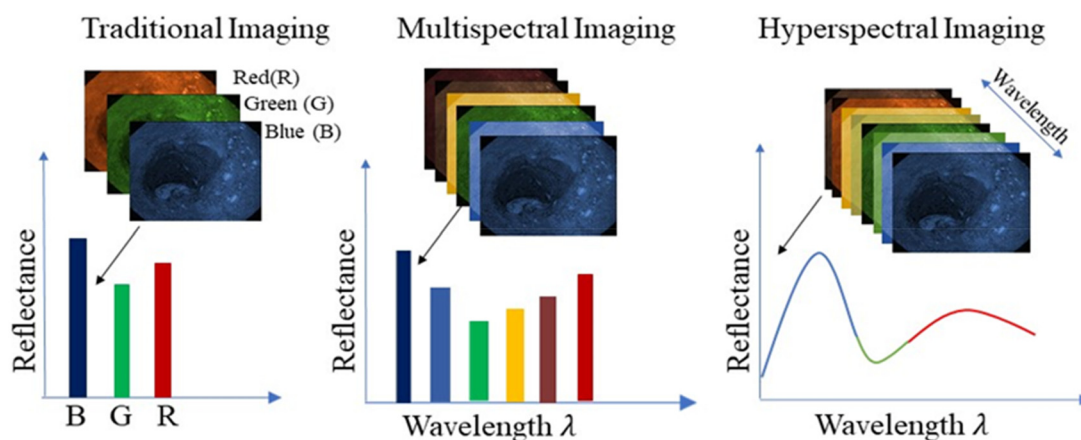 Traditional Imaging
Red(R)
Green (G)
Blue (B)
Reflectance
B G R
Multispectral Imaging
Reflectance
Wavelength λ
Hyperspectral Imaging
Wavelength
Reflectance
Wavelength λ